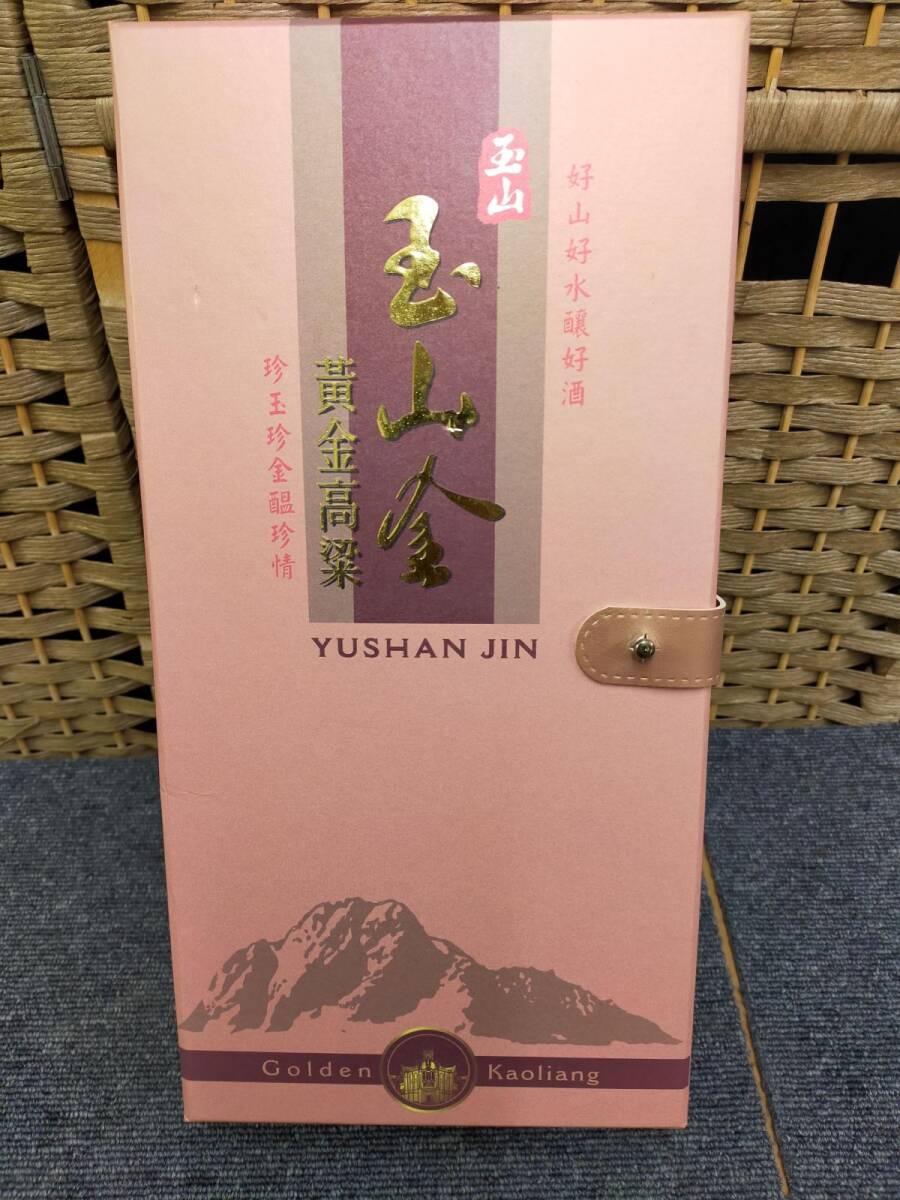 玉山
好山好水釀好酒
玉山金
黃金高粱
珍玉珍金醞珍情
YUSHAN JIN
Golden Kaoliang